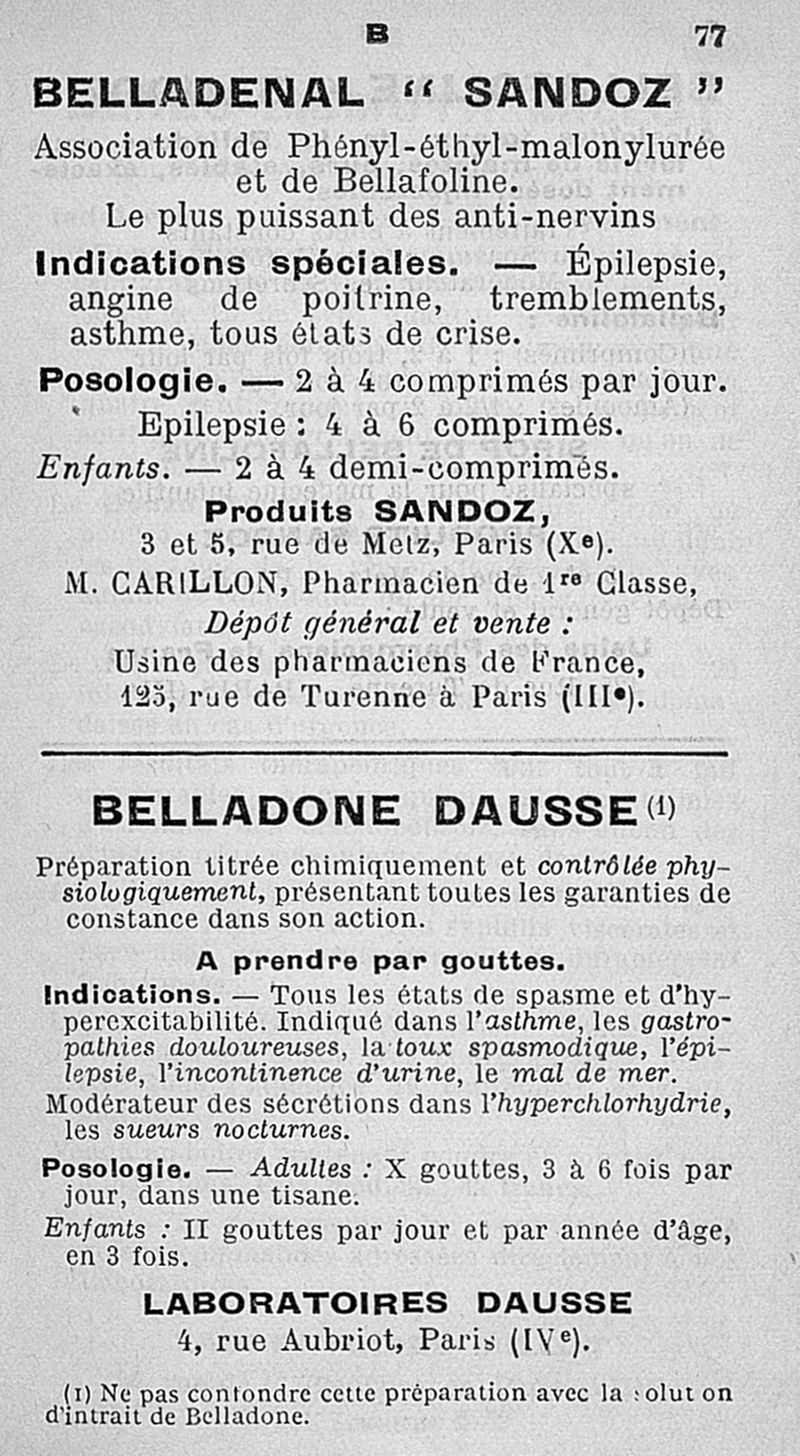 B 77
BELLADENAL “ SANDOZ ”
Association de Phényl-éthyl-malonylurée
et de Bellafoline.
Le plus puissant des anti-nervins
Indications spéciales. — Épilepsie,
angine de poitrine, tremblements,
asthme, tous états de crise.
Posologie. — 2 à 4 comprimés par jour.
Epilepsie : 4 à 6 comprimés.
Enfants. — 2 à 4 demi-comprimés.
Produits SANDOZ,
3 et 5, rue de Metz, Paris (Xe).
M. CARILLON, Pharmacien de 1re Classe,
Dépôt général et vente :
Usine des pharmaciens de France,
125, rue de Turenne à Paris (IIIe).
BELLADONE DAUSSE (1)
Préparation titrée chimiquement et contrôlée phy-
siologiquement, présentant toutes les garanties de
constance dans son action.
A prendre par gouttes.
Indications. — Tous les états de spasme et d'hy-
perexcitabilité. Indiqué dans l'asthme, les gastro-
pathies douloureuses, la toux spasmodique, l'épi-
lepsie, l'incontinence d'urine, le mal de mer.
Modérateur des sécrétions dans l'hyperchlorhydrie,
les sueurs nocturnes.
Posologie. — Adultes : X gouttes, 3 à 6 fois par
jour, dans une tisane.
Enfants : II gouttes par jour et par année d'âge,
en 3 fois.
LABORATOIRES DAUSSE
4, rue Aubriot, Paris (IVe).
(1) Ne pas confondre cette préparation avec la solution
d'intrait de Belladone.